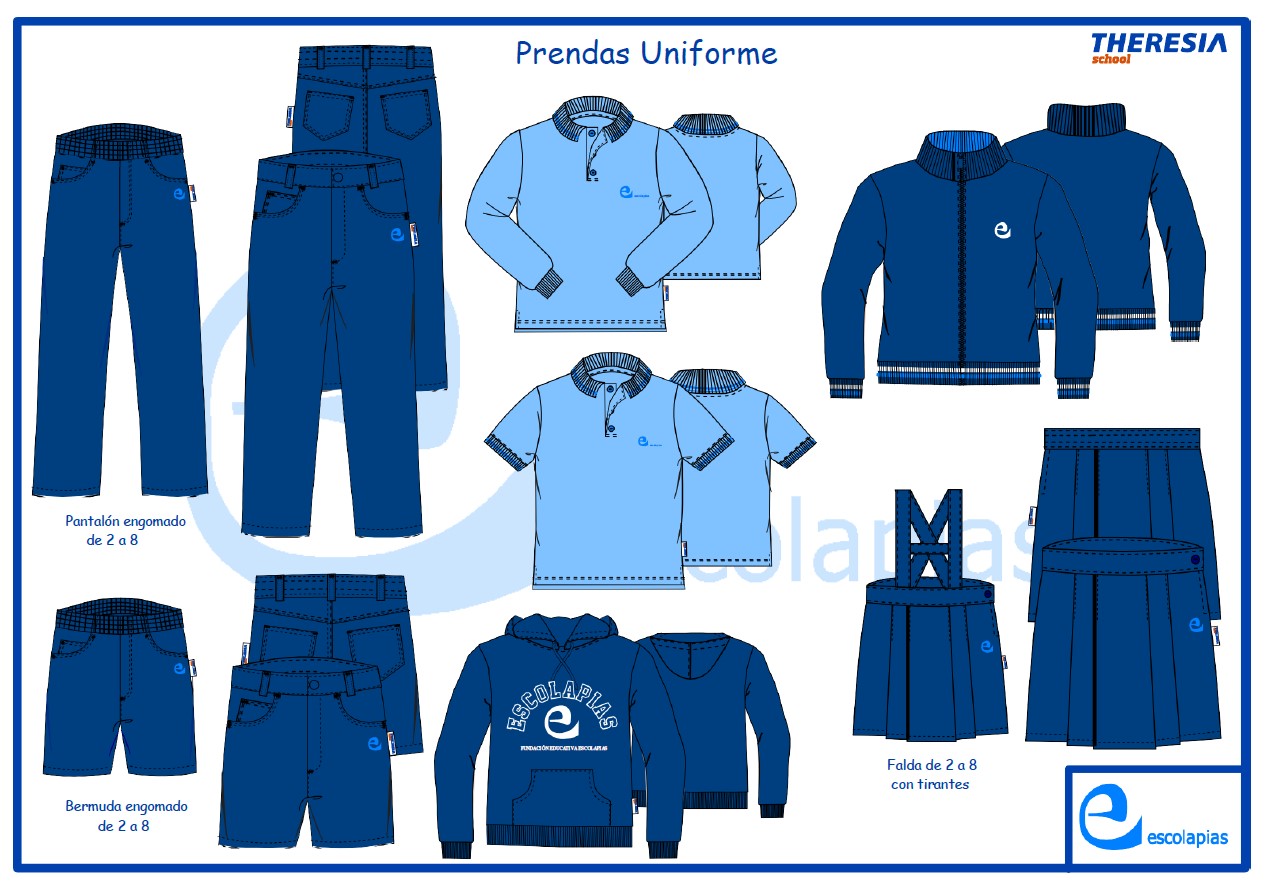 Prendas Uniforme
THERESIA
school
Pantalón engomado
de 2 a 8
escolapias
Bermuda engomado
de 2 a 8
ESCOLAPIAS
FUNDACIÓN EDUCATIVA ESCOLAPIAS
Falda de 2 a 8
con tirantes
escolapias